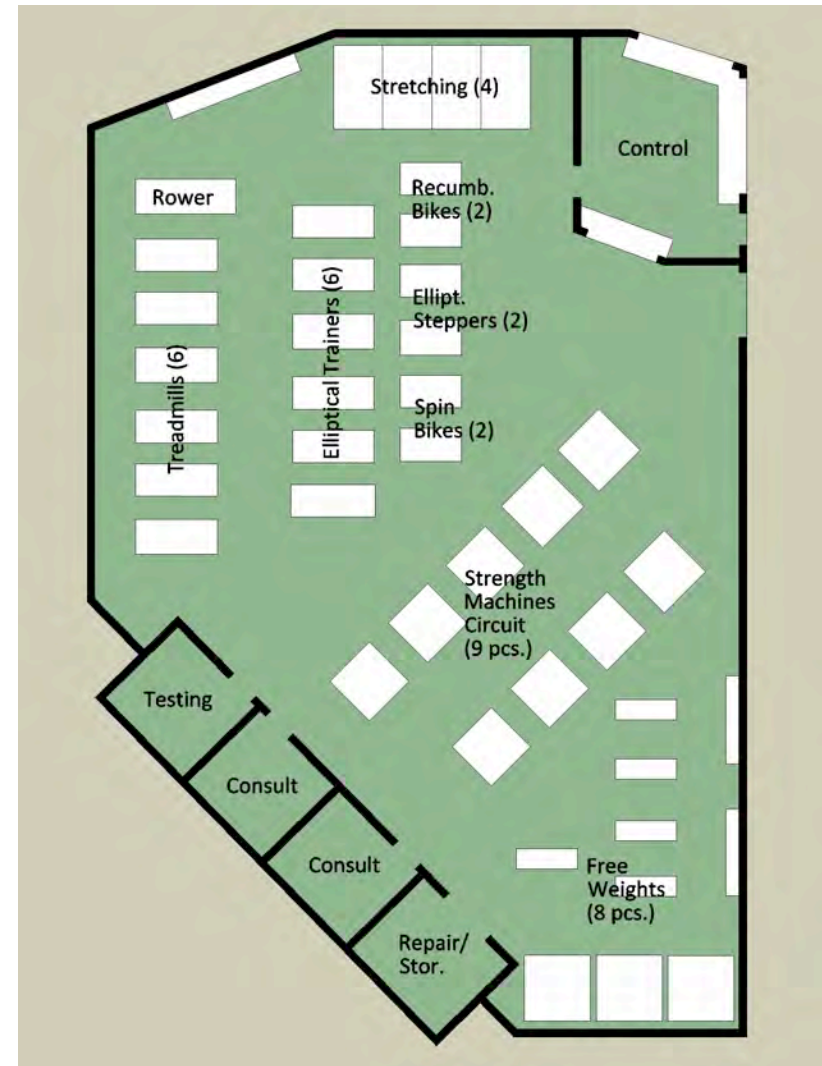 Stretching (4)
Control
Rower
Recumb.
Bikes (2)
Treadmills (6)
Elliptical Trainers (6)
Ellipt.
Steppers (2)
Spin
Bikes (2)
Strength
Machines
Circuit
(9 pcs.)
Testing
Consult
Consult
Free
Weights
(8 pcs.)
Repair/
Stor.